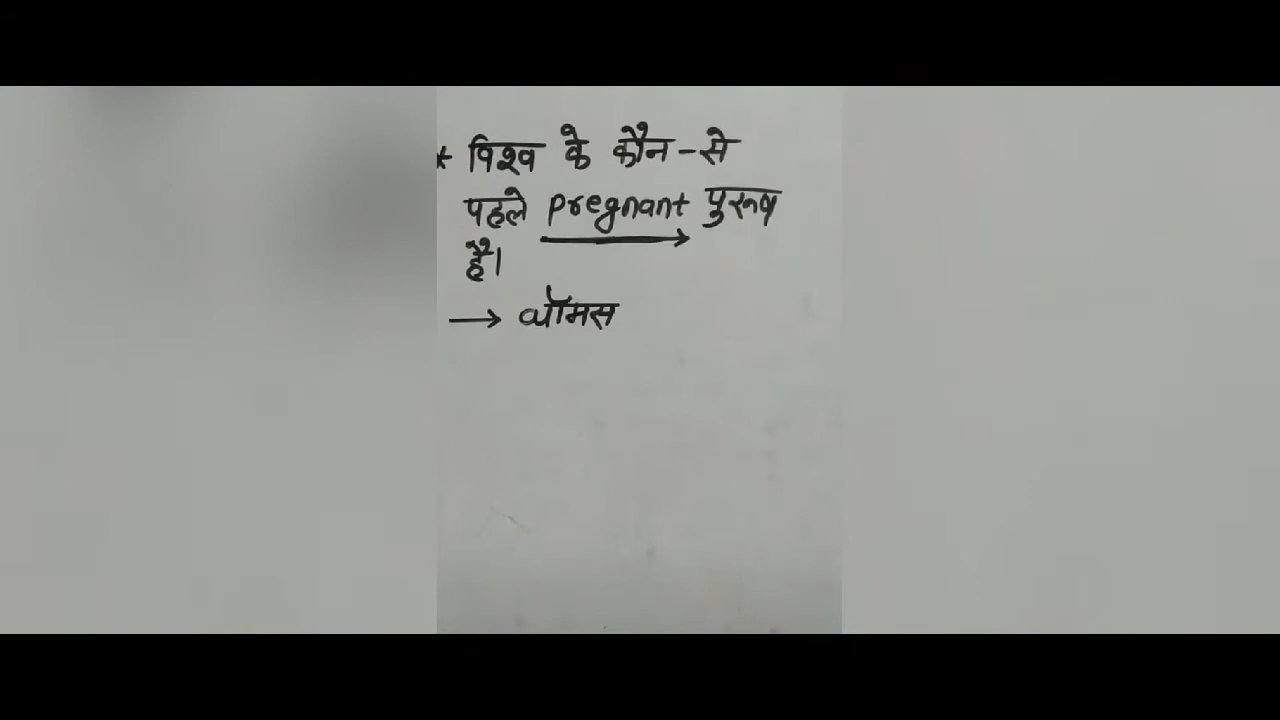 * विश्व के कौन-से
पहले pregnant पुरूष
है।
→ थॉमस